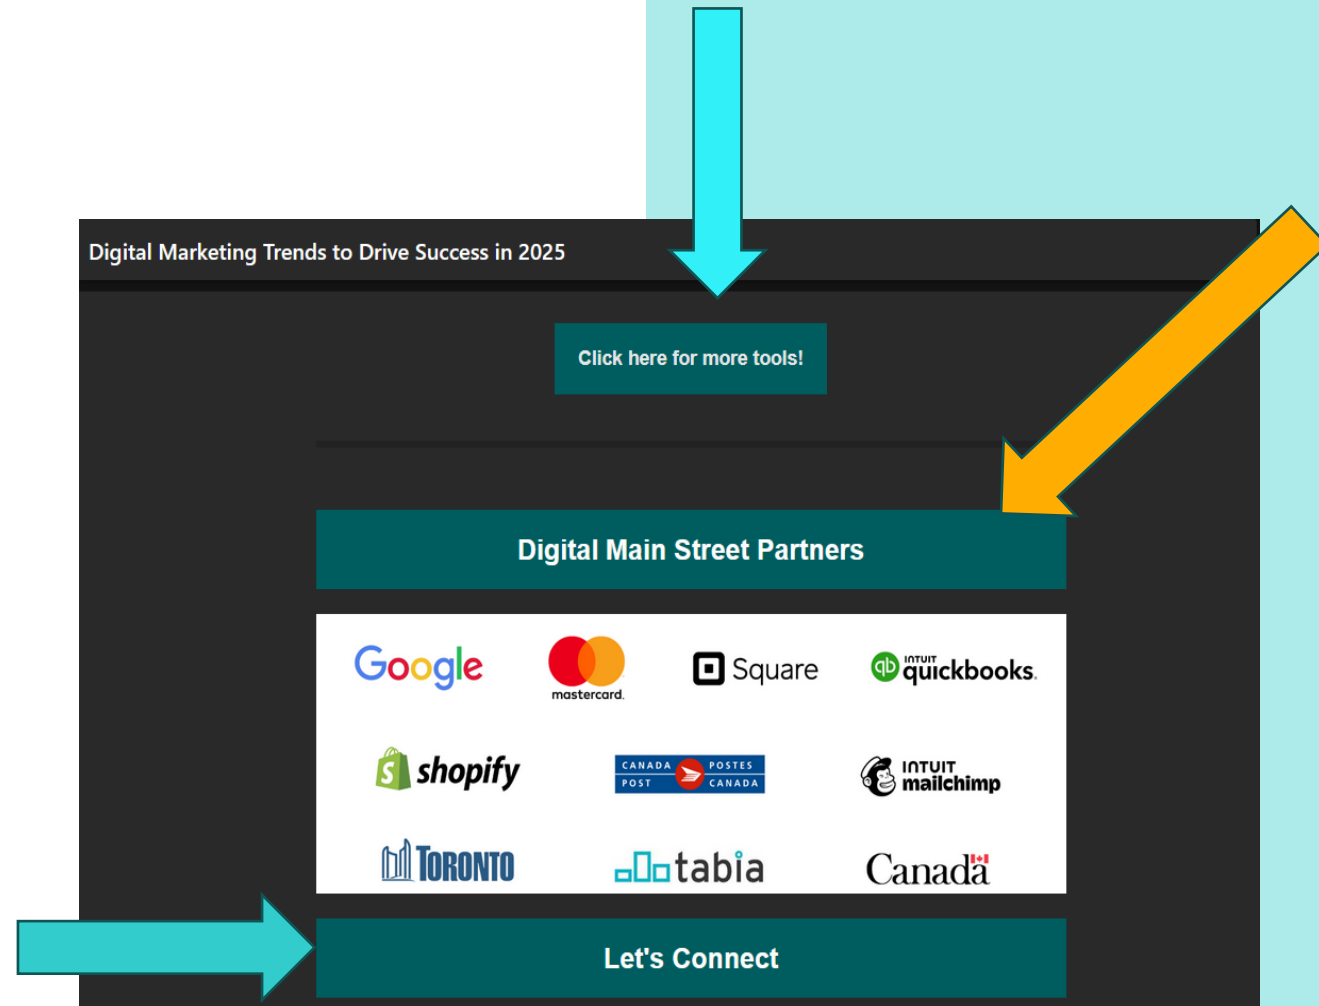 Digital Marketing Trends to Drive Success in 2025
Click here for more tools!
Digital Main Street Partners
Google
mastercard.
Square
qb INTUIT quickbooks.
S shopify
CANADA POST
POSTES CANADA
INTUIT mailchimp
TORONTO
tabia
Canada
Let's Connect